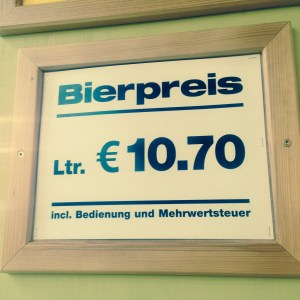 Bierpreis
Ltr. € 10.70
incl. Bedienung und Mehrwertsteuer